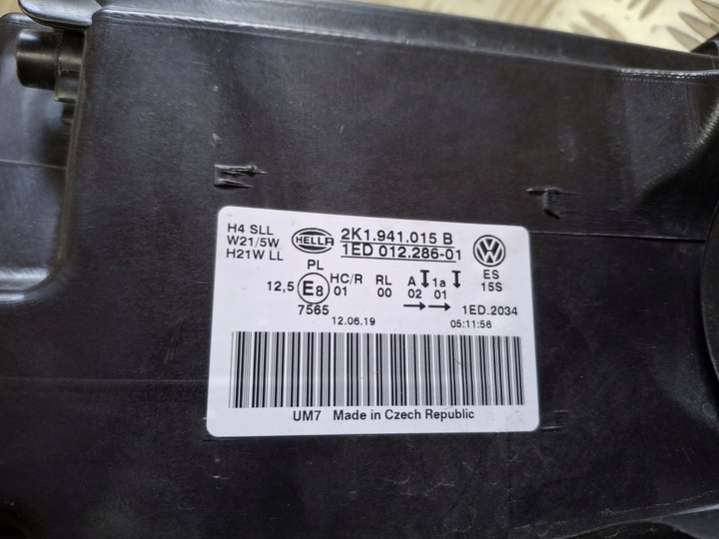 H4 SLL
W21/5W
H21W LL
HELLA
2K1.941.015 B
1ED 012.286-01
VW
PL
ES
15S
12,5 E8 HC/R RL A 1a
01 00 02 01
7565
12.06.19
1ED.2034
05:11:56
UM7 Made in Czech Republic